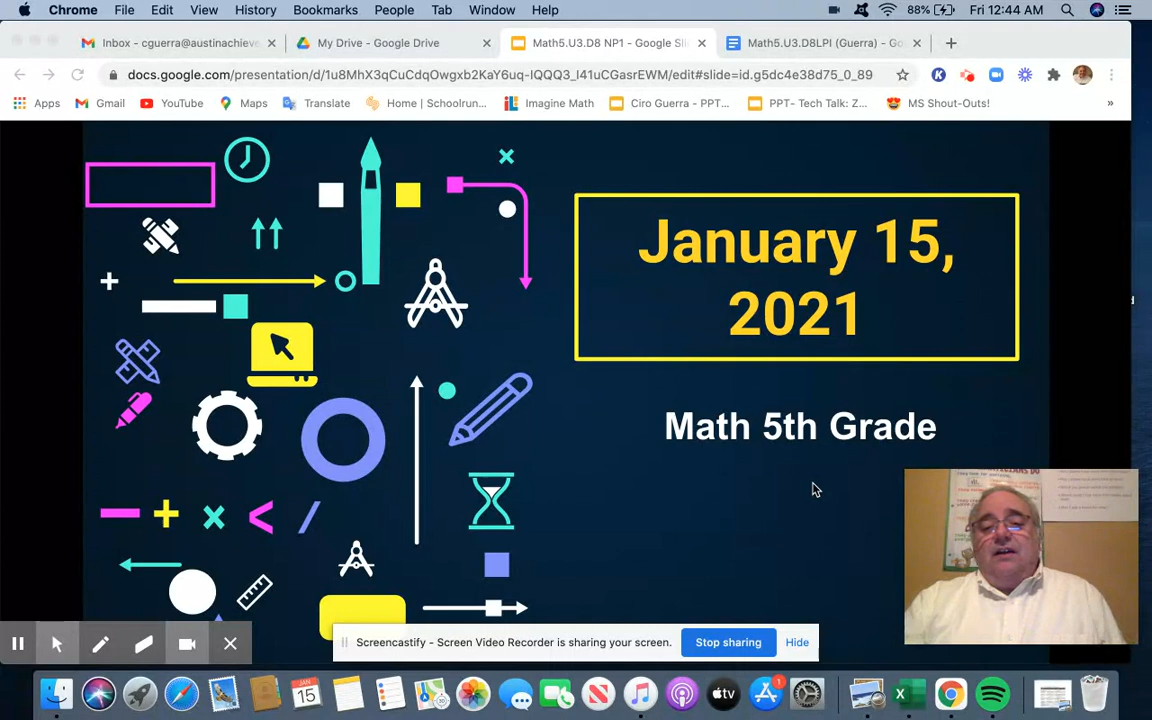 Chrome File Edit View History Bookmarks People Tab Window Help 88% Fri 12:44 AM
Inbox - cguerra@austinachieve My Drive - Google Drive Math5.U3.D8 NP1 - Google Sli Math5.U3.D8LPI (Guerra) - Go
docs.google.com/presentation/d/1u8MhX3qCuCdqOwgxb2KaY6uq-IQQQ3_I41uCGasrEWM/edit#slide=id.g5dc4e38d75_0_89
Apps Gmail YouTube Maps Translate Home | Schoolrun... Imagine Math Ciro Guerra - PPT... PPT- Tech Talk: Z... MS Shout-Outs! »
January 15,
2021
Math 5th Grade
Screencastify - Screen Video Recorder is sharing your screen. Stop sharing Hide
JAN
15
tv